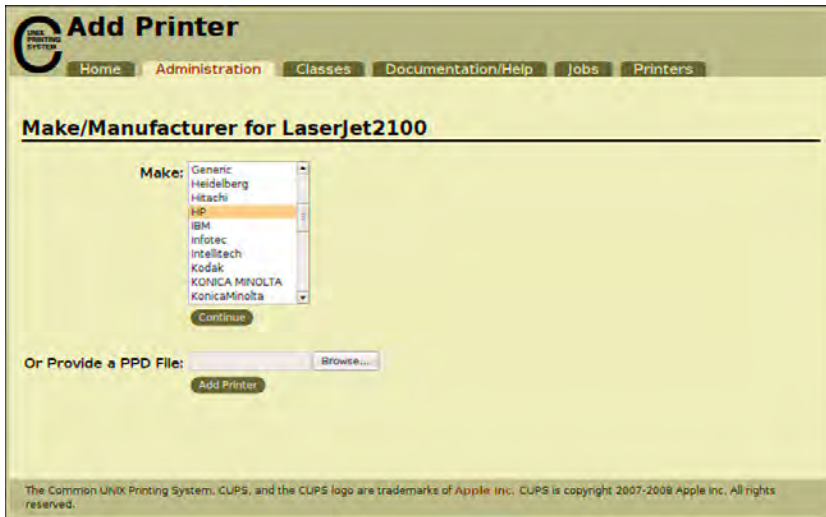 UNIX
PRINTING
SYSTEM
Add Printer
Home Administration Classes Documentation/Help Jobs Printers
Make/Manufacturer for LaserJet2100
Make:
Generic
Heidelberg
Hitachi
HP
IBM
Infotec
Intellitech
Kodak
KONICA MINOLTA
KonicaMinolta
Continue
Or Provide a PPD File: Browse...
Add Printer
The Common UNIX Printing System, CUPS, and the CUPS logo are trademarks of Apple Inc. CUPS is copyright 2007-2008 Apple Inc. All rights
reserved.